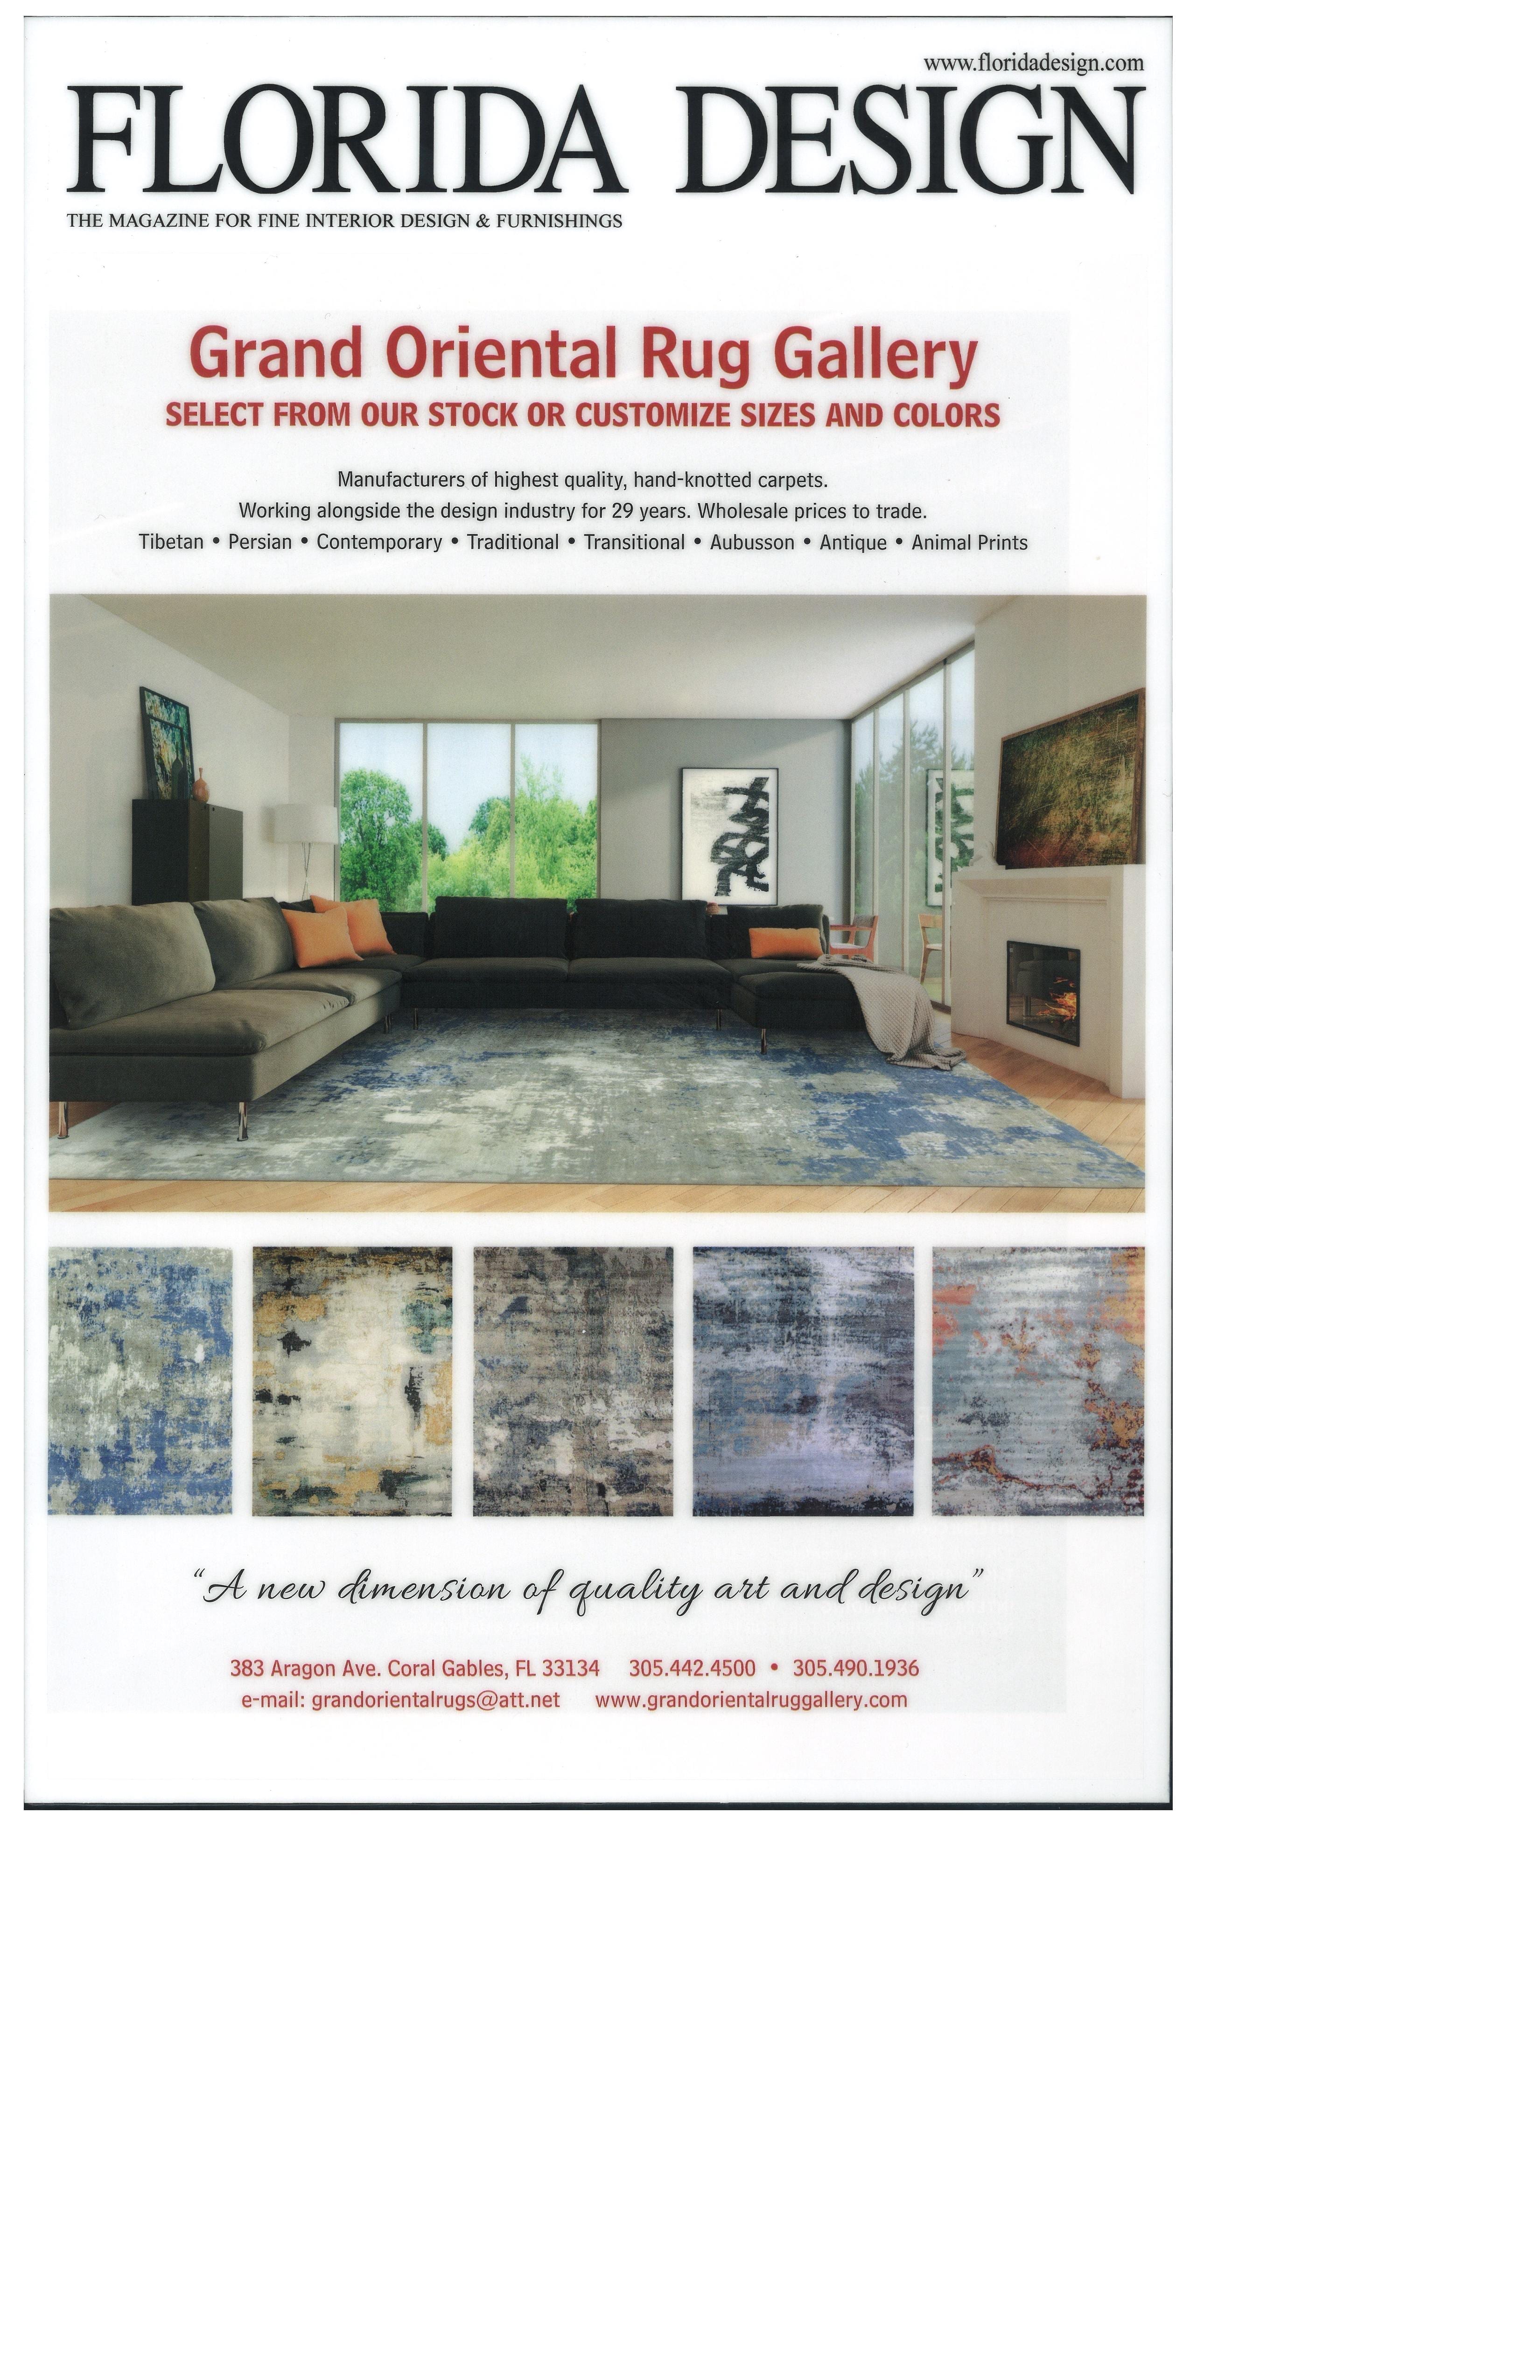 www.floridadesign.com
FLORIDA DESIGN
THE MAGAZINE FOR FINE INTERIOR DESIGN & FURNISHINGS
Grand Oriental Rug Gallery
SELECT FROM OUR STOCK OR CUSTOMIZE SIZES AND COLORS
Manufacturers of highest quality, hand-knotted carpets.
Working alongside the design industry for 29 years. Wholesale prices to trade.
Tibetan • Persian • Contemporary • Traditional • Transitional • Aubusson • Antique • Animal Prints
"A new dimension of quality art and design"
383 Aragon Ave. Coral Gables, FL 33134 305.442.4500 • 305.490.1936
e-mail: grandorientalrugs@att.net www.grandorientalruggallery.com